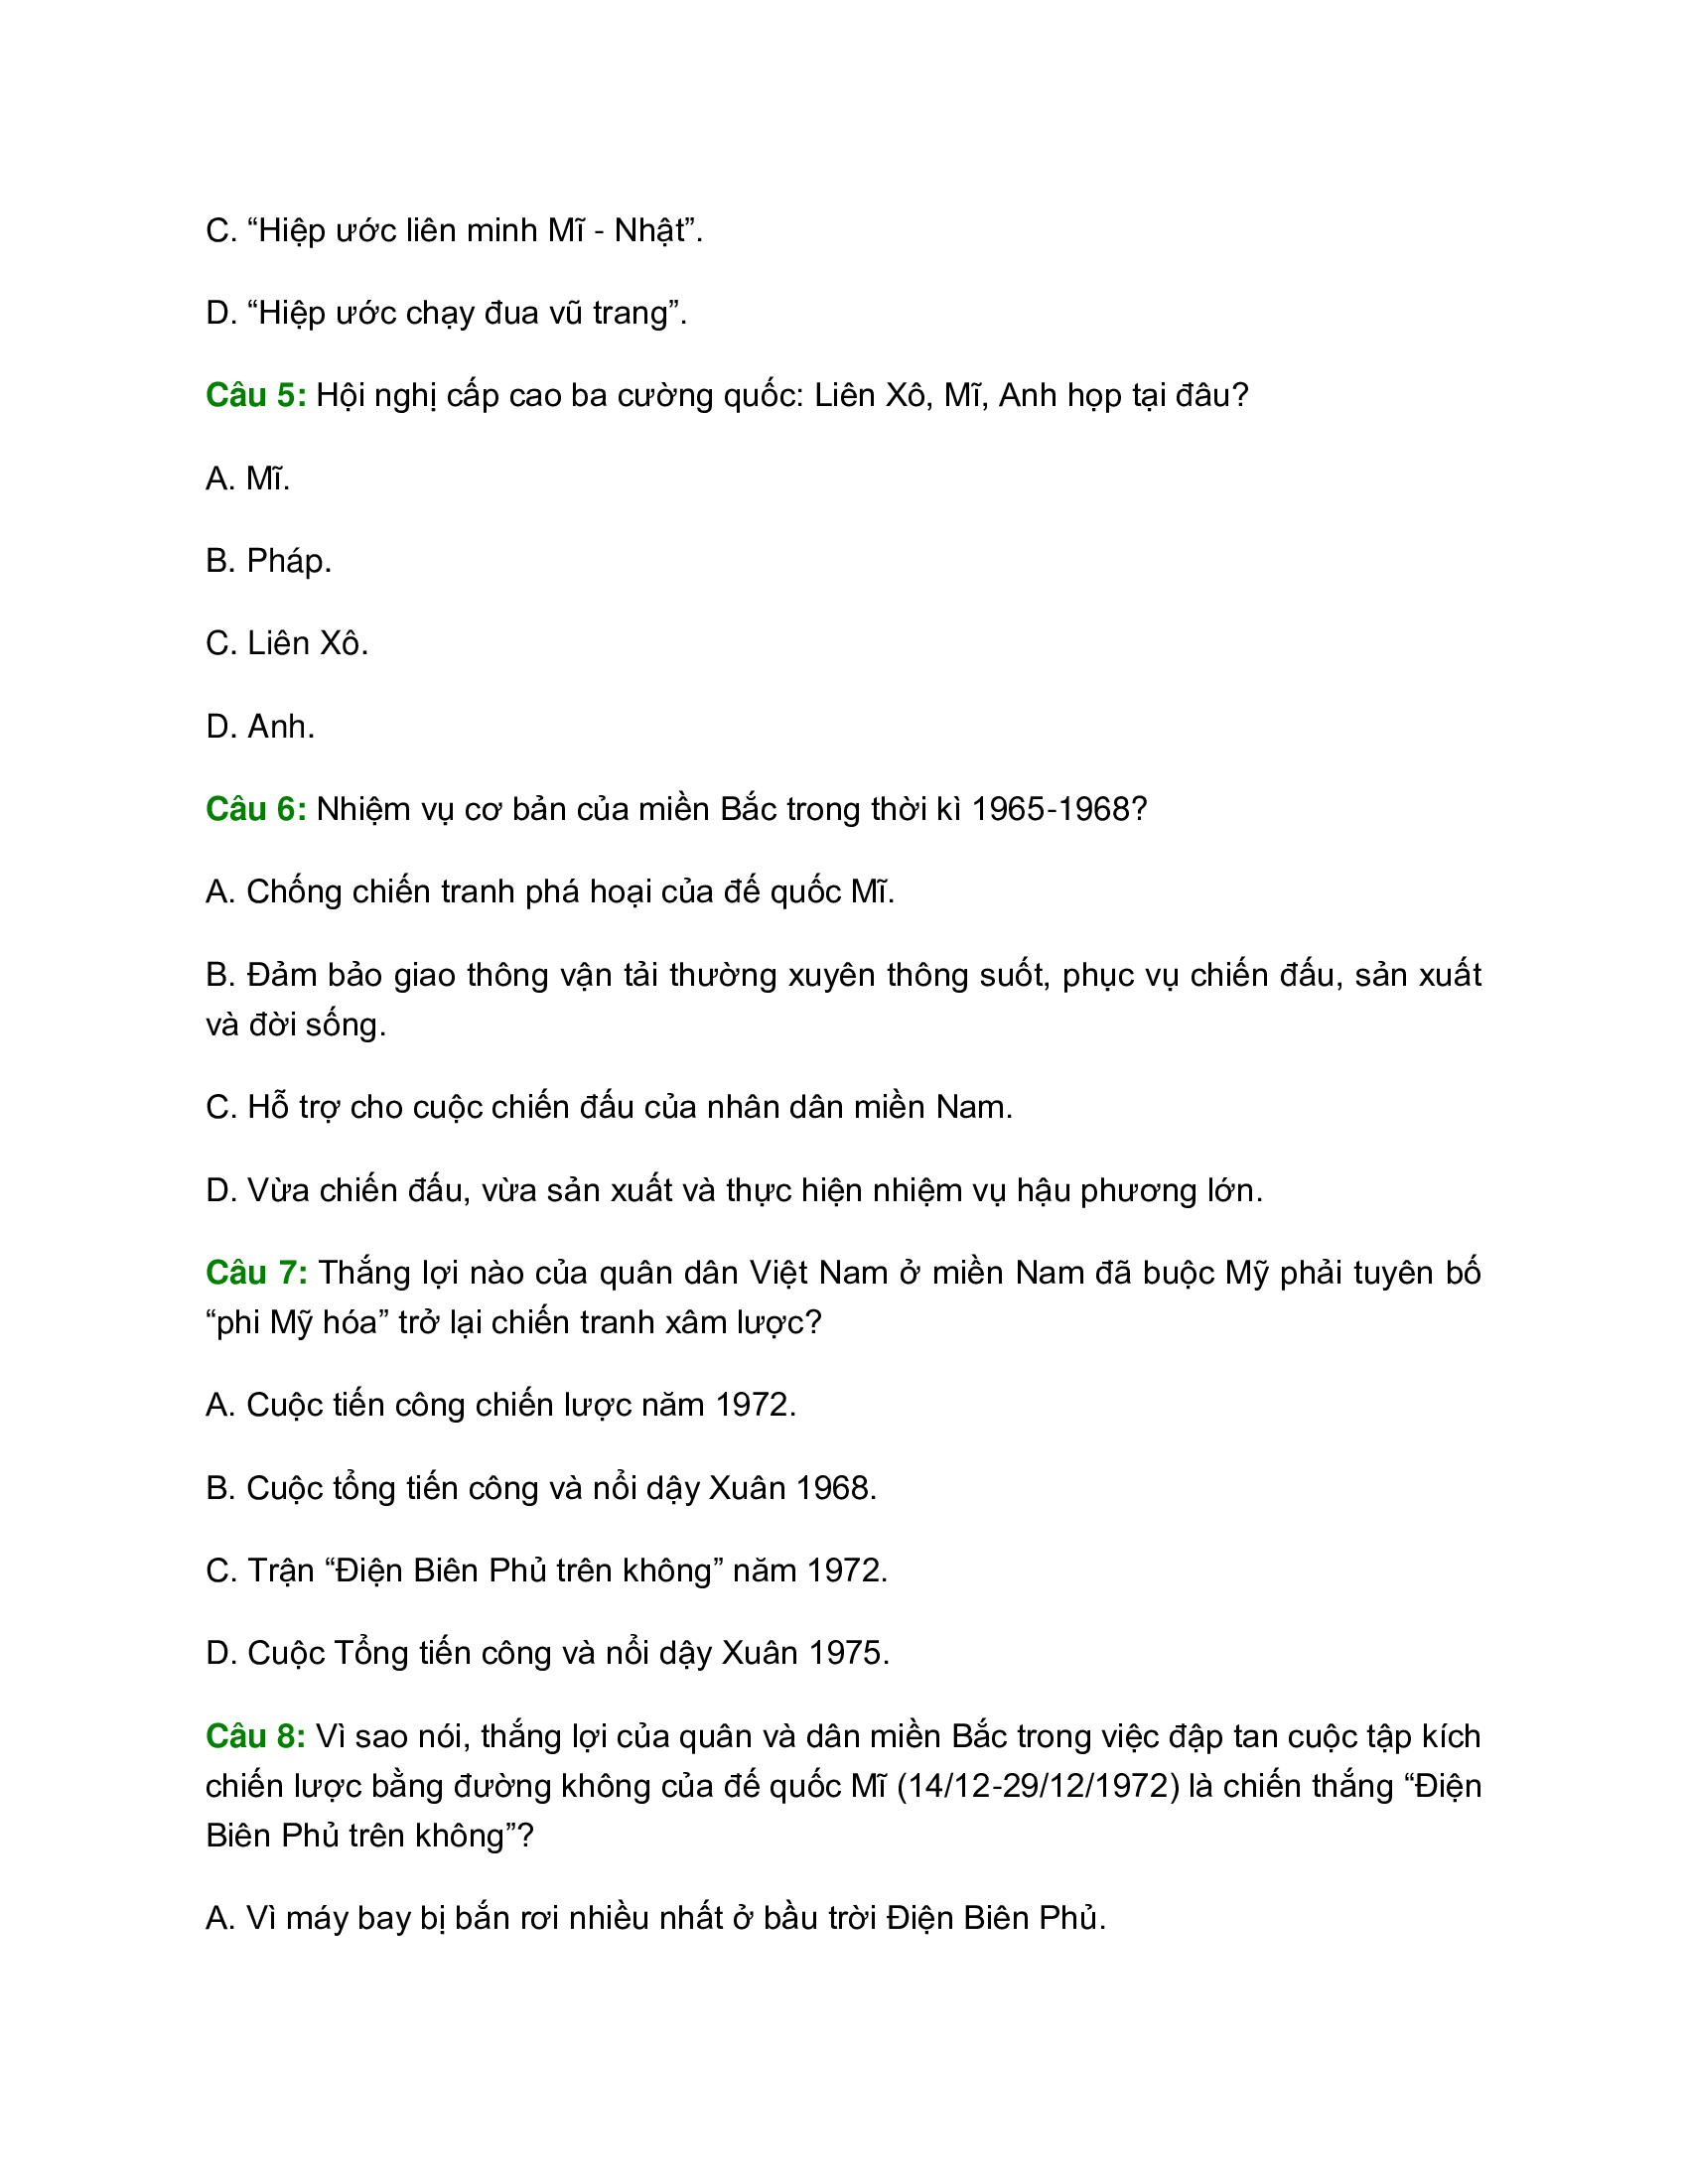 C. “Hiệp ước liên minh Mĩ - Nhật”.
D. “Hiệp ước chạy đua vũ trang”.
Câu 5: Hội nghị cấp cao ba cường quốc: Liên Xô, Mĩ, Anh họp tại đâu?
A. Mĩ.
B. Pháp.
C. Liên Xô.
D. Anh.
Câu 6: Nhiệm vụ cơ bản của miền Bắc trong thời kì 1965-1968?
A. Chống chiến tranh phá hoại của đế quốc Mĩ.
B. Đảm bảo giao thông vận tải thường xuyên thông suốt, phục vụ chiến đấu, sản xuất
và đời sống.
C. Hỗ trợ cho cuộc chiến đấu của nhân dân miền Nam.
D. Vừa chiến đấu, vừa sản xuất và thực hiện nhiệm vụ hậu phương lớn.
Câu 7: Thắng lợi nào của quân dân Việt Nam ở miền Nam đã buộc Mỹ phải tuyên bố
“phi Mỹ hóa” trở lại chiến tranh xâm lược?
A. Cuộc tiến công chiến lược năm 1972.
B. Cuộc tổng tiến công và nổi dậy Xuân 1968.
C. Trận “Điện Biên Phủ trên không” năm 1972.
D. Cuộc Tổng tiến công và nổi dậy Xuân 1975.
Câu 8: Vì sao nói, thắng lợi của quân và dân miền Bắc trong việc đập tan cuộc tập kích
chiến lược bằng đường không của đế quốc Mĩ (14/12-29/12/1972) là chiến thắng “Điện
Biên Phủ trên không”?
A. Vì máy bay bị bắn rơi nhiều nhất ở bầu trời Điện Biên Phủ.